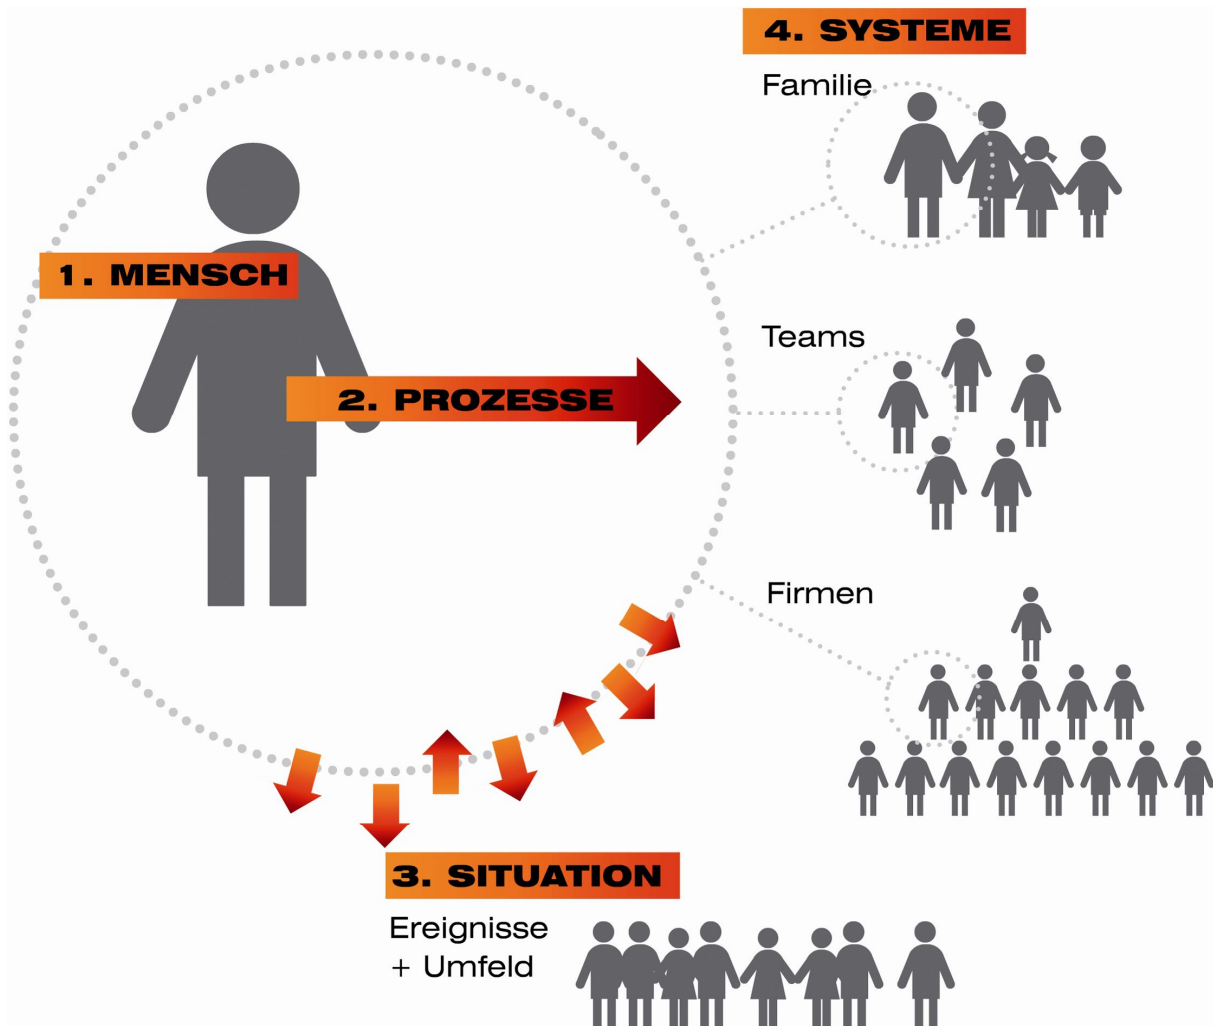 4. SYSTEME
Familie
1. MENSCH
Teams
2. PROZESSE
Firmen
3. SITUATION
Ereignisse
+ Umfeld